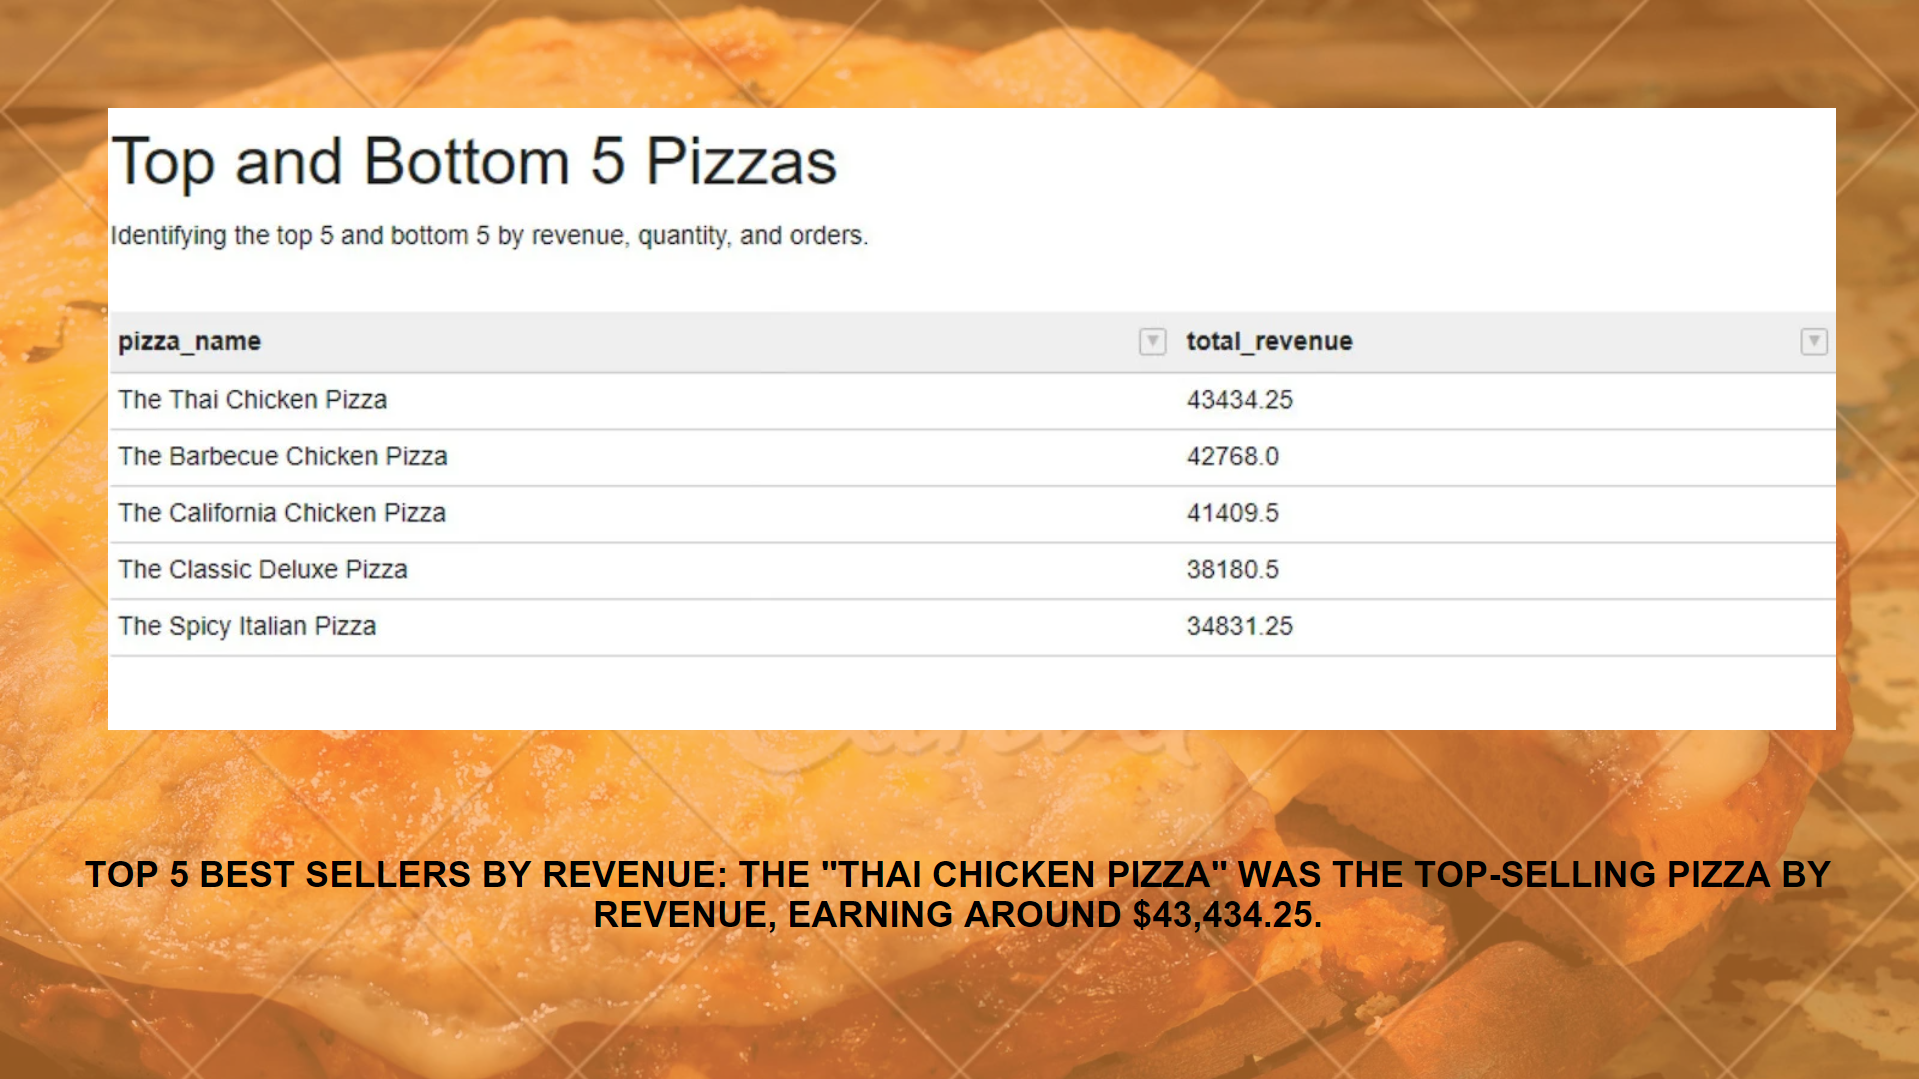 Top and Bottom 5 Pizzas
Identifying the top 5 and bottom 5 by revenue, quantity, and orders.
pizza_name total_revenue
The Thai Chicken Pizza 43434.25
The Barbecue Chicken Pizza 42768.0
The California Chicken Pizza 41409.5
The Classic Deluxe Pizza 38180.5
The Spicy Italian Pizza 34831.25
TOP 5 BEST SELLERS BY REVENUE: THE "THAI CHICKEN PIZZA" WAS THE TOP-SELLING PIZZA BY
REVENUE, EARNING AROUND $43,434.25.